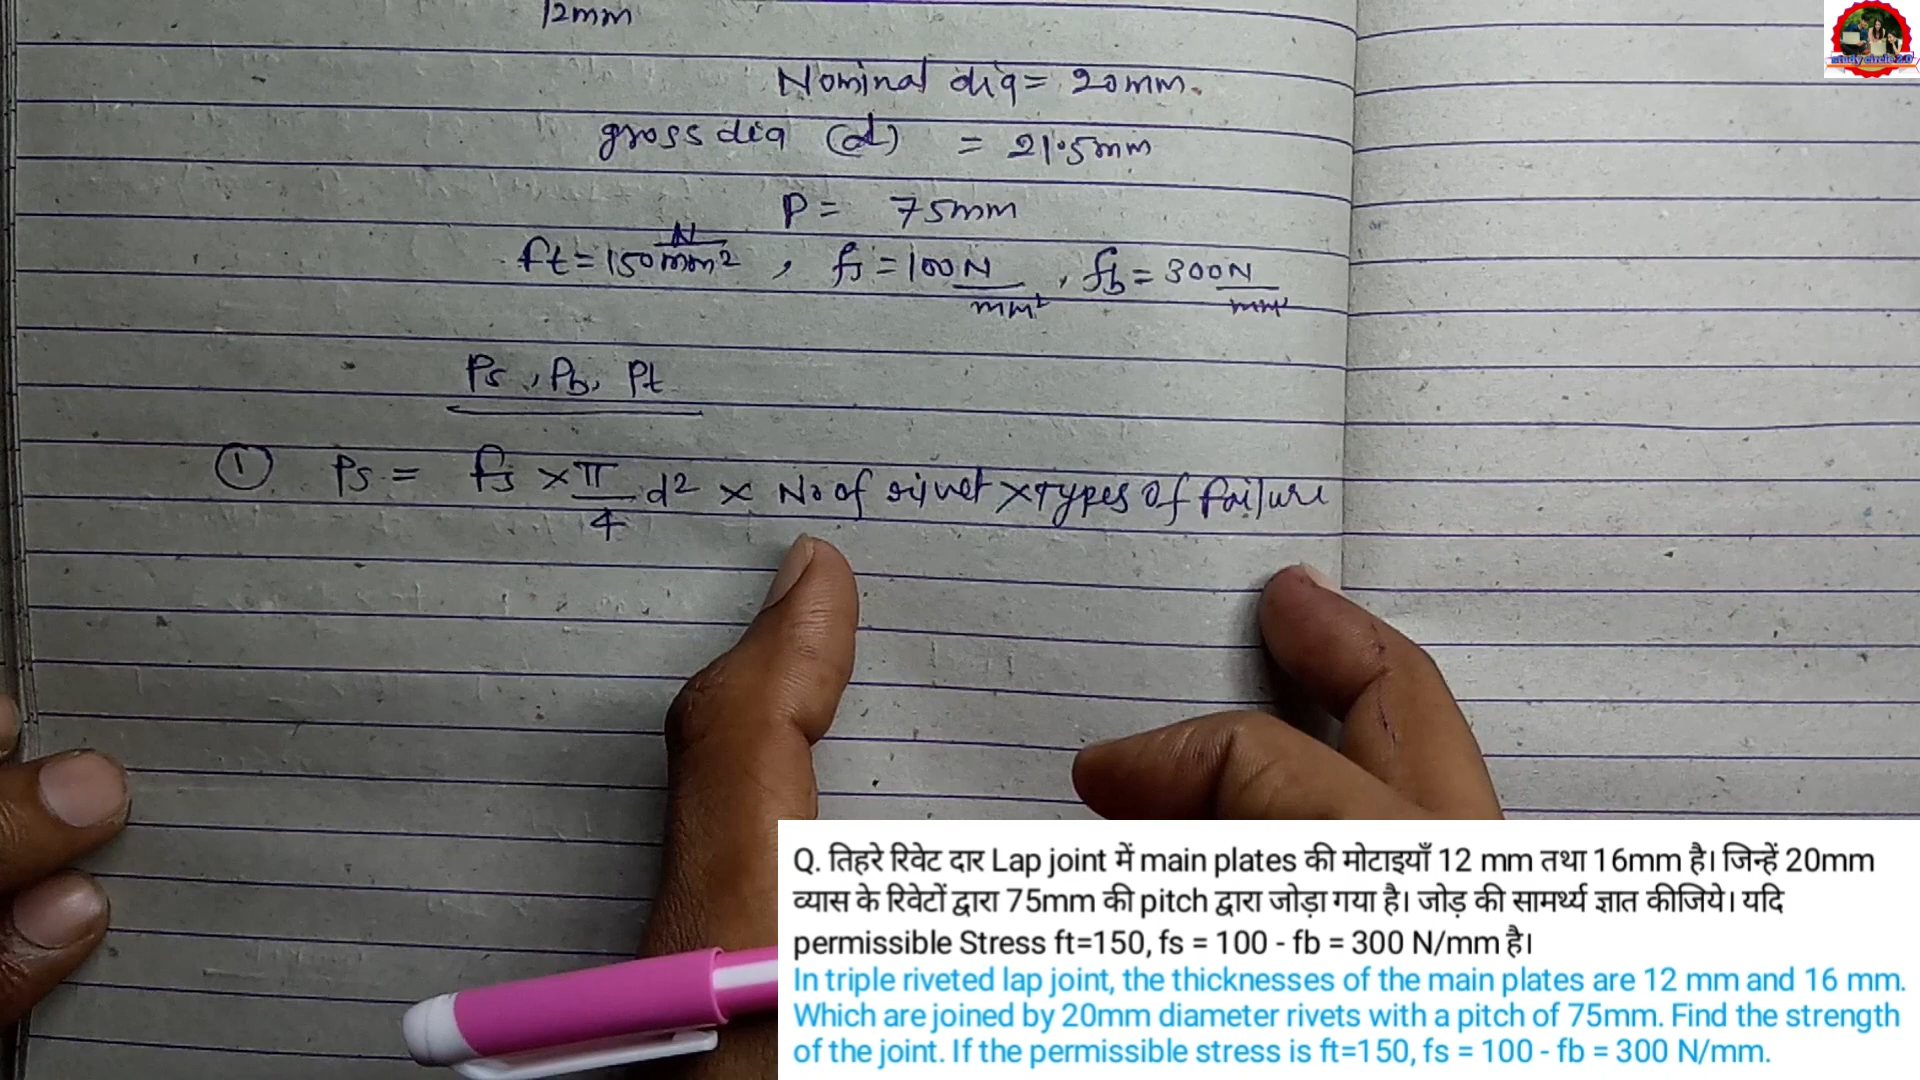 12mm
study circle 2.0
Nominal dia = 20mm.
gross dia (d) = 21.5mm
P = 75mm
ft = 150 N/mm² , fs = 100 N/mm² , fb = 300 N/mm²
Ps , Pb, Pt
① Ps = fs × π/4 d² × No of rivet × Types of failure
Q. तिहरे रिवेट दार Lap joint में main plates की मोटाइयाँ 12 mm तथा 16mm है। जिन्हें 20mm
व्यास के रिवेटों द्वारा 75mm की pitch द्वारा जोड़ा गया है। जोड़ की सामर्थ्य ज्ञात कीजिये। यदि
permissible Stress ft=150, fs = 100 - fb = 300 N/mm है।
In triple riveted lap joint, the thicknesses of the main plates are 12 mm and 16 mm.
Which are joined by 20mm diameter rivets with a pitch of 75mm. Find the strength
of the joint. If the permissible stress is ft=150, fs = 100 - fb = 300 N/mm.